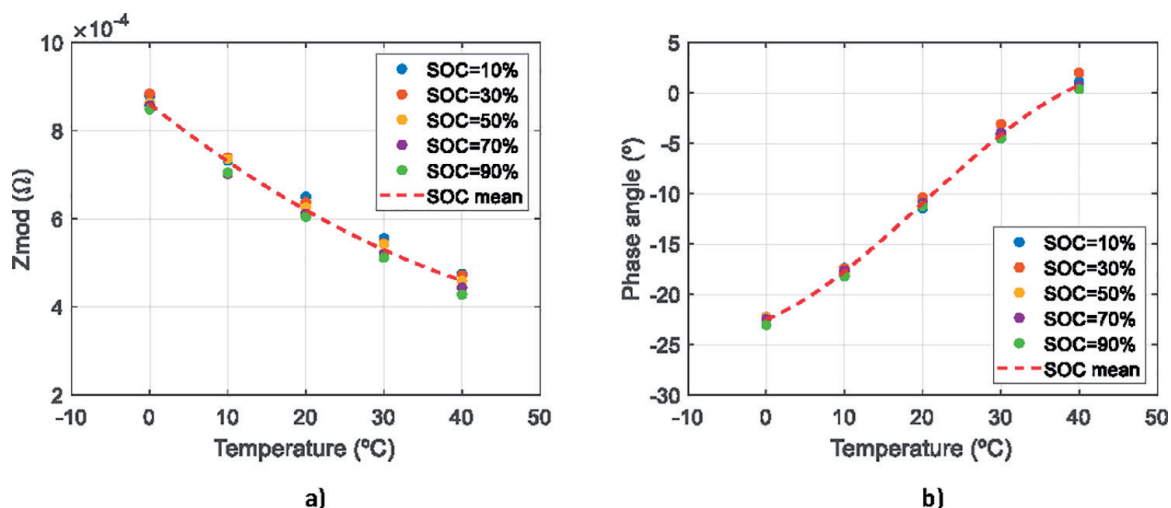 ×10⁻⁴
10
8
6
4
2
Zmod (Ω)
-10 0 10 20 30 40 50
Temperature (ºC)
SOC=10%
SOC=30%
SOC=50%
SOC=70%
SOC=90%
SOC mean
a)
5
0
-5
-10
-15
-20
-25
-30
Phase angle (º)
-10 0 10 20 30 40 50
Temperature (ºC)
SOC=10%
SOC=30%
SOC=50%
SOC=70%
SOC=90%
SOC mean
b)